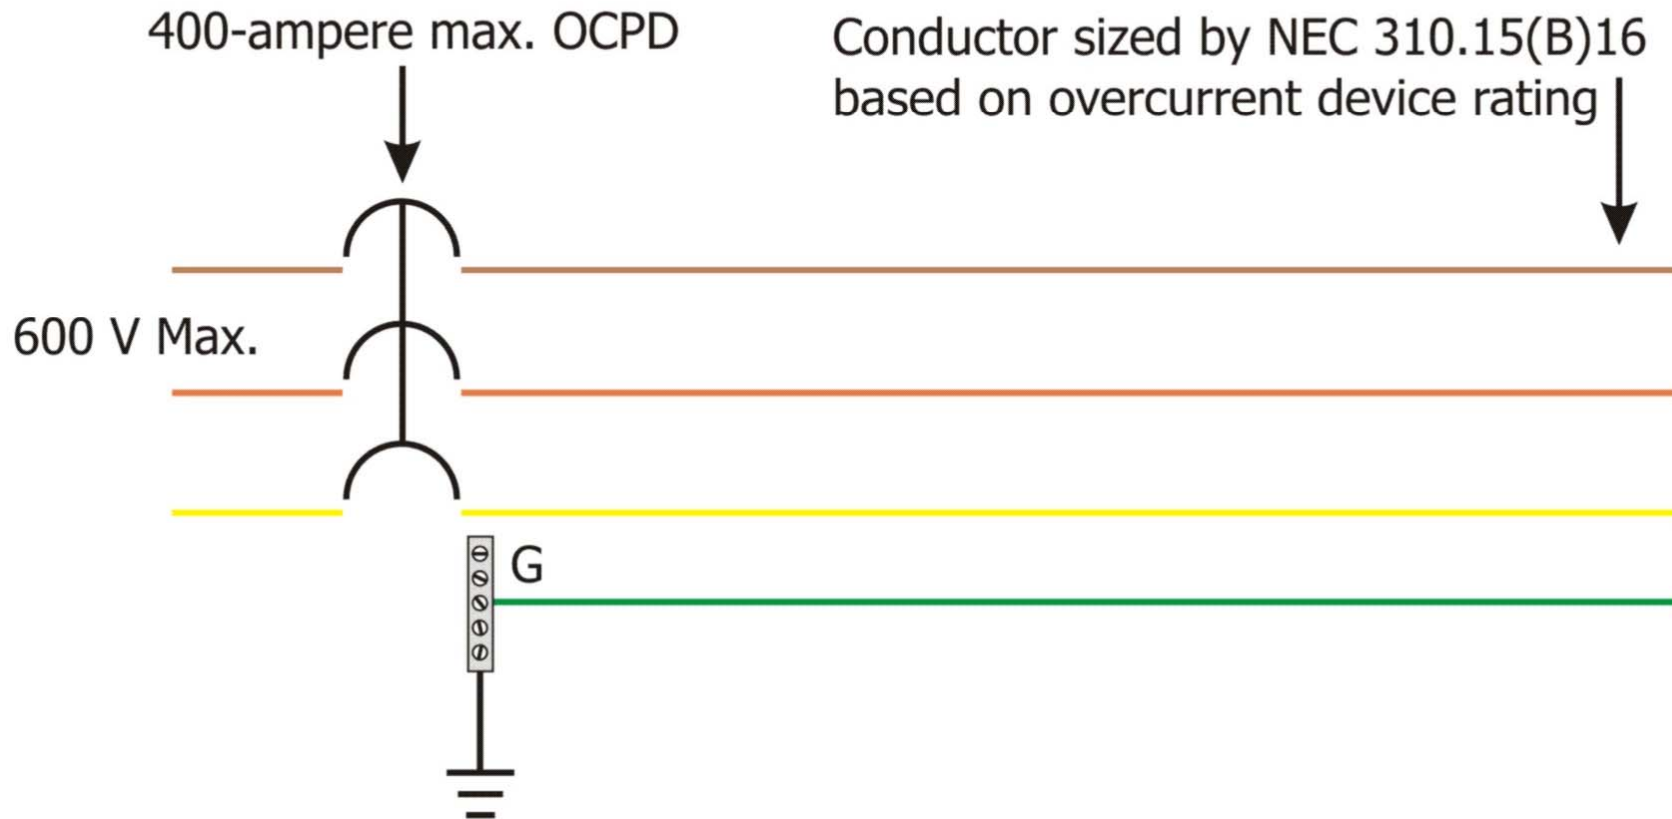 400-ampere max. OCPD
Conductor sized by NEC 310.15(B)16
based on overcurrent device rating
600 V Max.
G